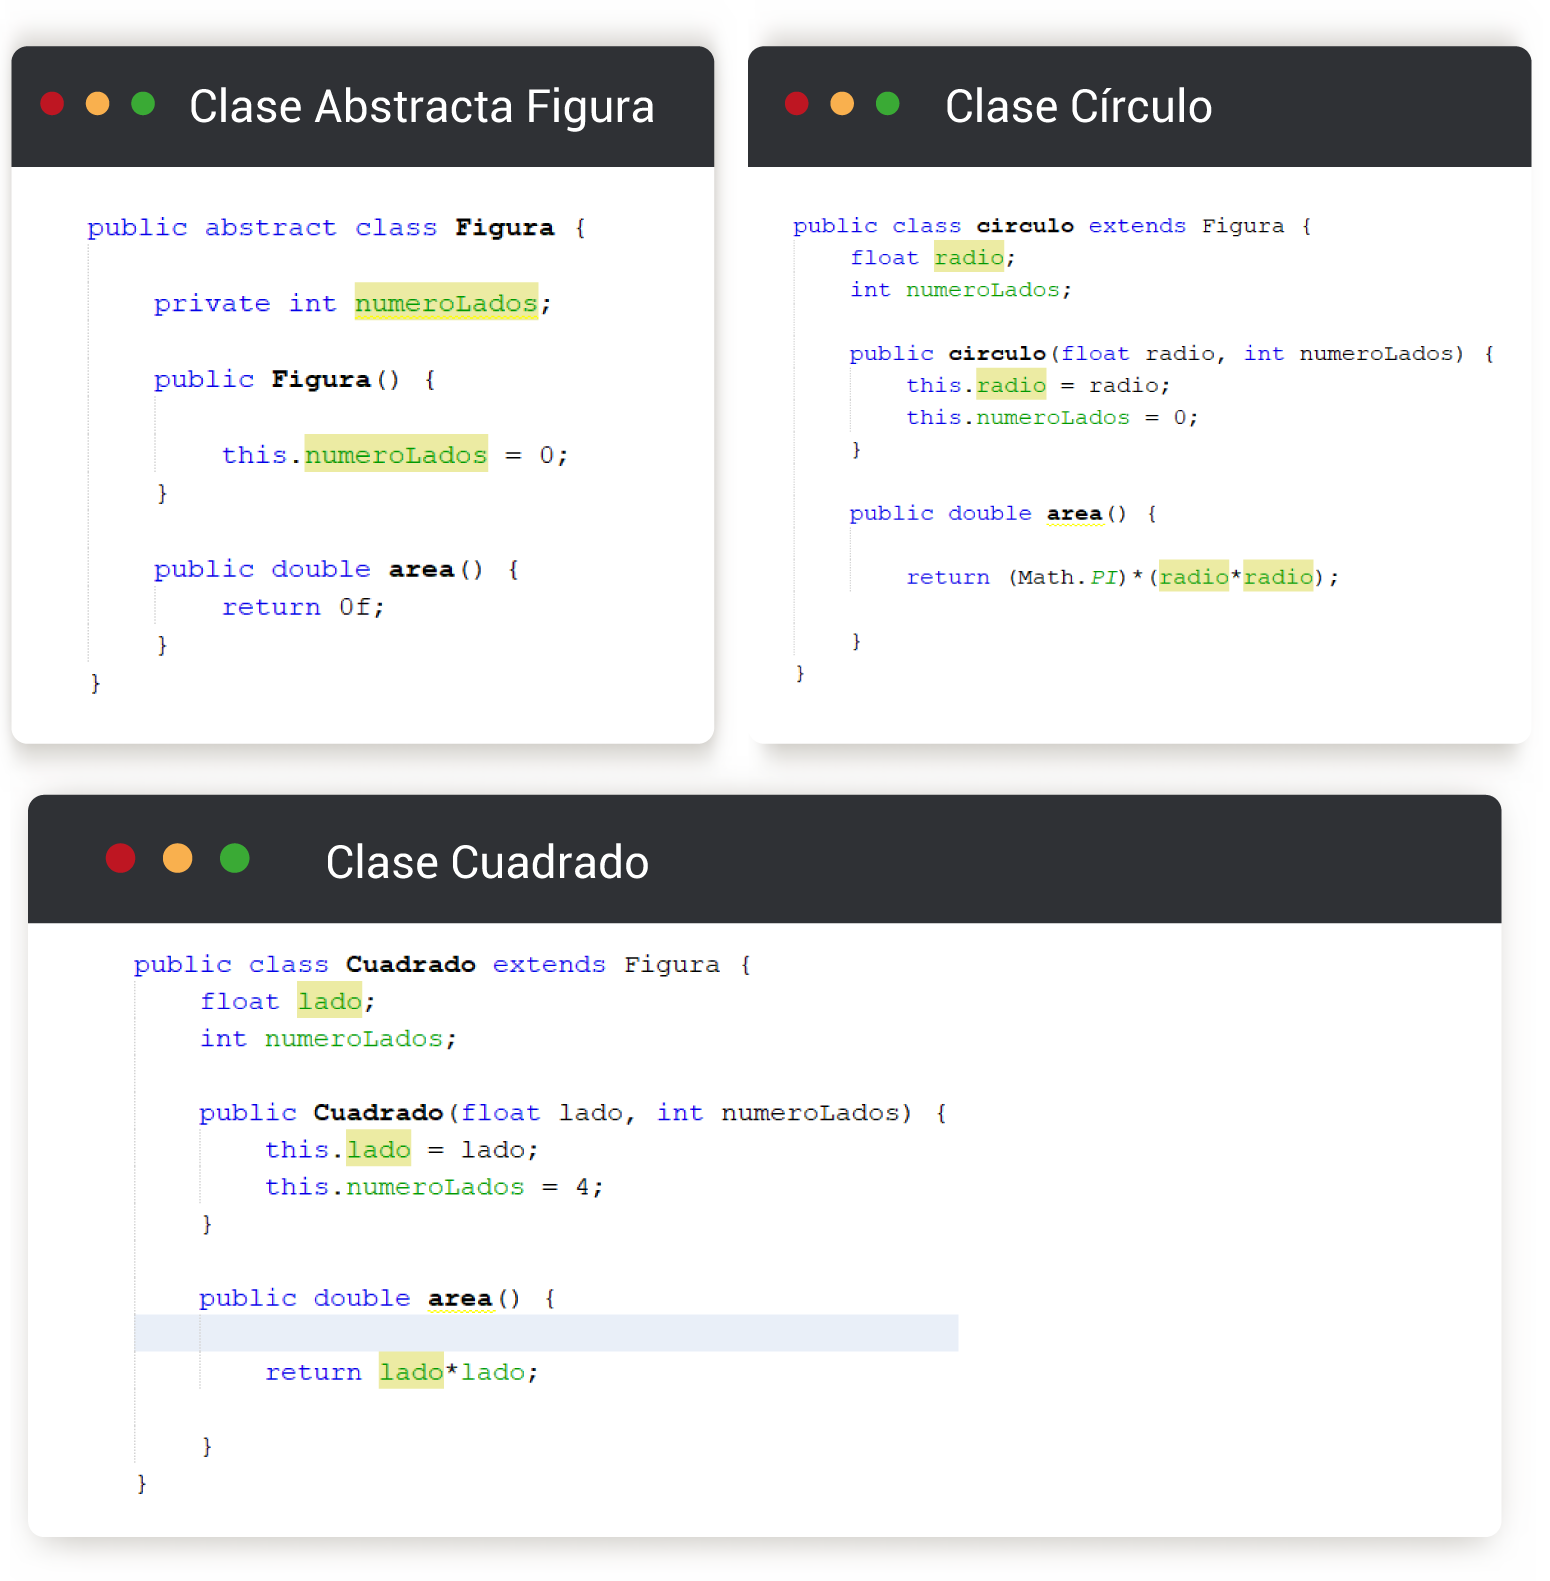 Clase Abstracta Figura
public abstract class Figura {
private int numeroLados;
public Figura() {
this.numeroLados = 0;
}
public double area() {
return 0f;
}
}
Clase Círculo
public class circulo extends Figura {
float radio;
int numeroLados;
public circulo(float radio, int numeroLados) {
this.radio = radio;
this.numeroLados = 0;
}
public double area() {
return (Math.PI)*(radio*radio);
}
}
Clase Cuadrado
public class Cuadrado extends Figura {
float lado;
int numeroLados;
public Cuadrado(float lado, int numeroLados) {
this.lado = lado;
this.numeroLados = 4;
}
public double area() {
return lado*lado;
}
}